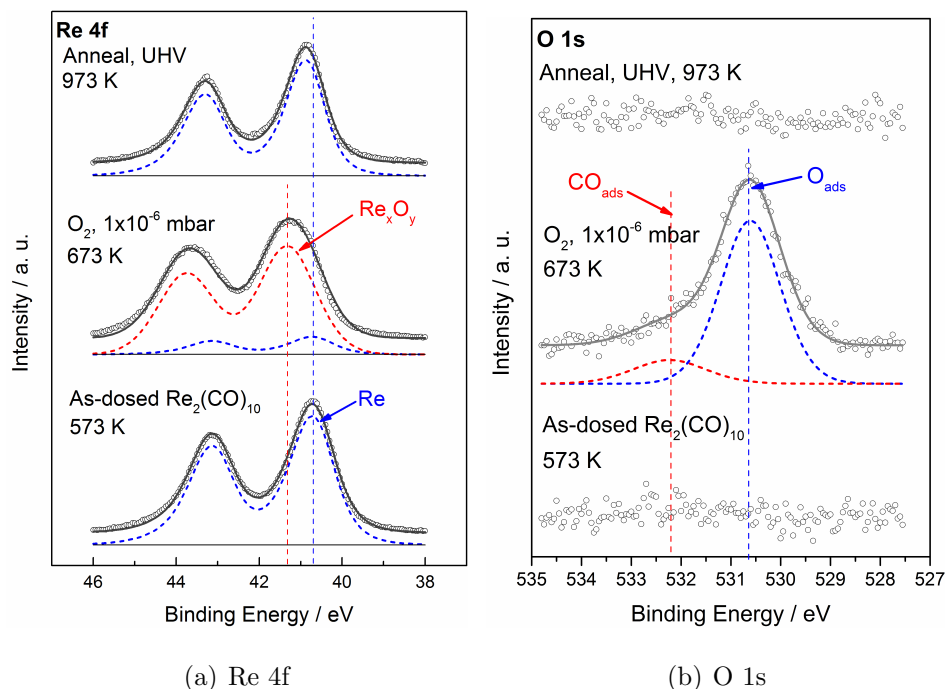 Re 4f
Anneal, UHV
973 K
O₂, 1x10⁻⁶ mbar
673 K
RexOy
As-dosed Re₂(CO)₁₀
573 K
Re
Intensity / a. u.
46 44 42 40 38
Binding Energy / eV
(a) Re 4f
O 1s
Anneal, UHV, 973 K
COads
Oads
O₂, 1x10⁻⁶ mbar
673 K
As-dosed Re₂(CO)₁₀
573 K
Intensity / a. u.
535 534 533 532 531 530 529 528 527
Binding Energy / eV
(b) O 1s